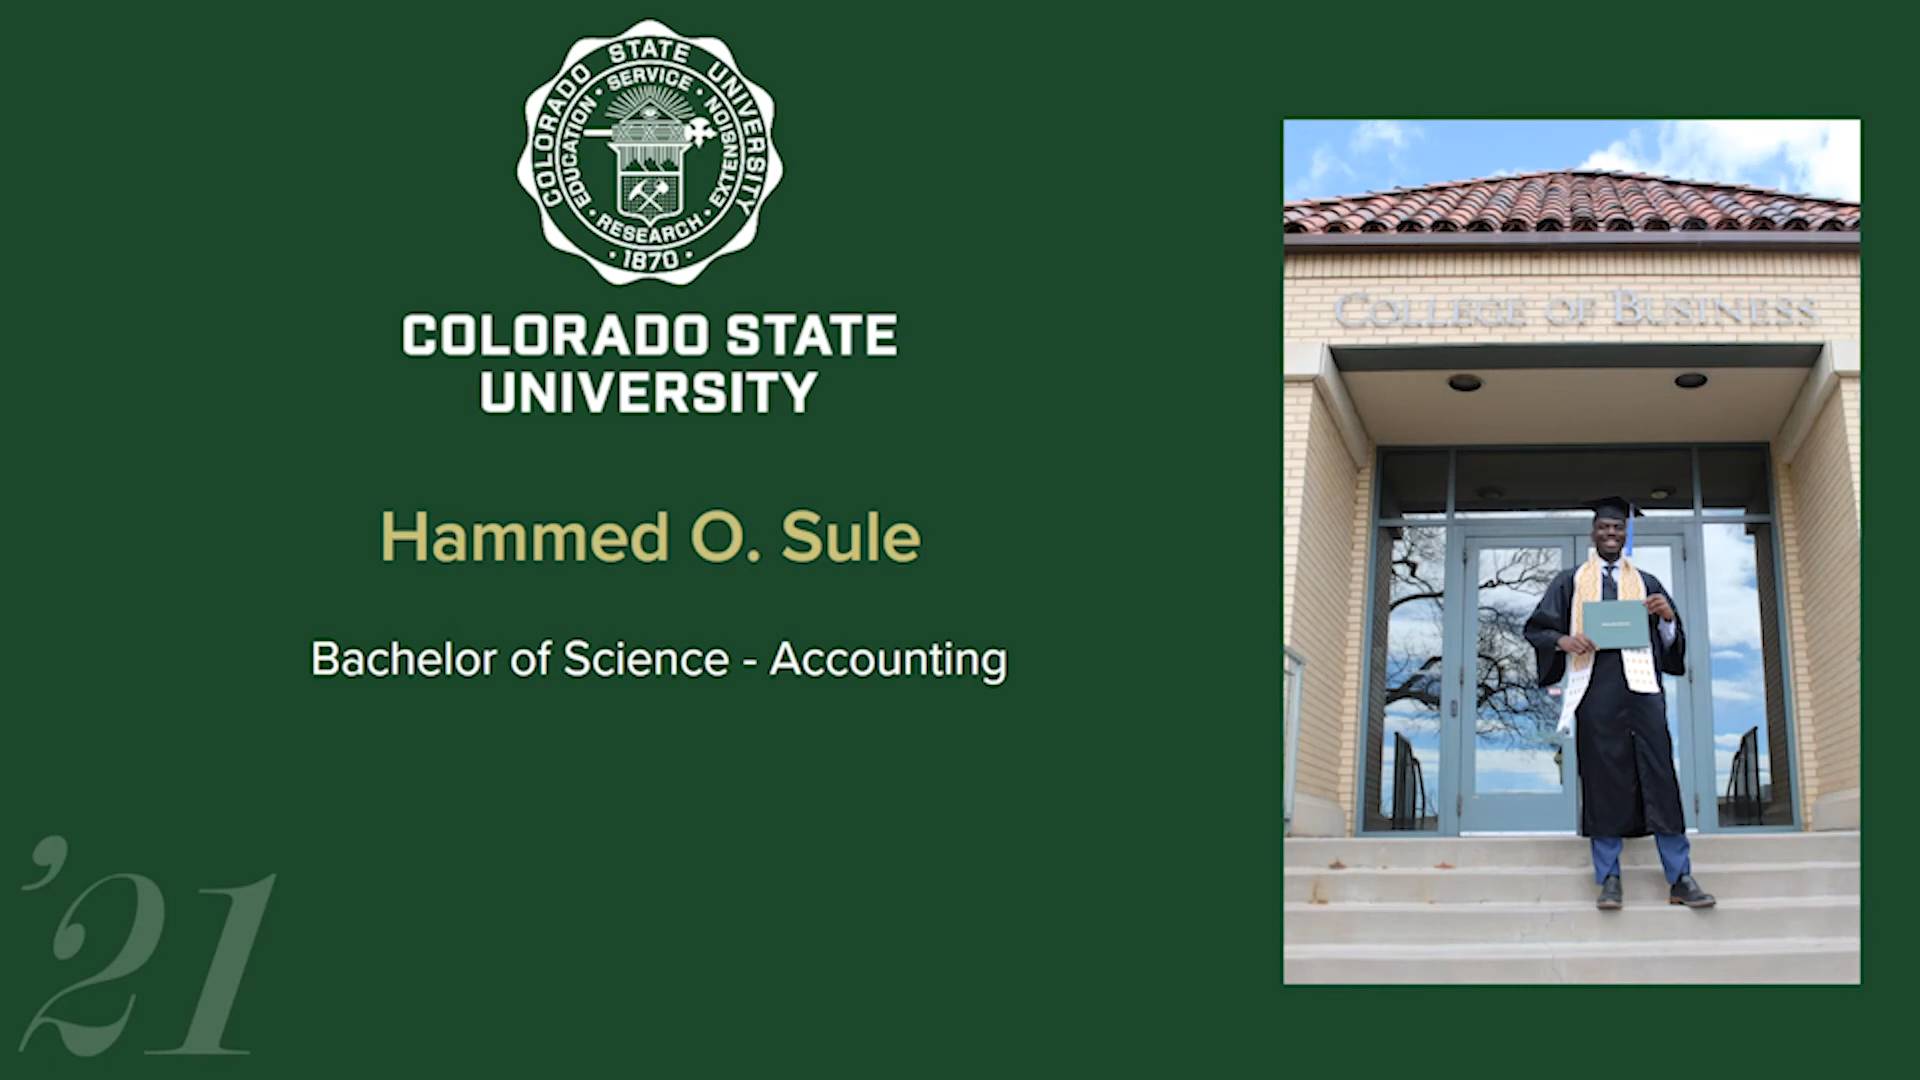 COLORADO STATE UNIVERSITY
SERVICE
EDUCATION
EXTENSION
RESEARCH
1870
COLORADO STATE
UNIVERSITY
Hammed O. Sule
Bachelor of Science - Accounting
’21
COLLEGE OF BUSINESS